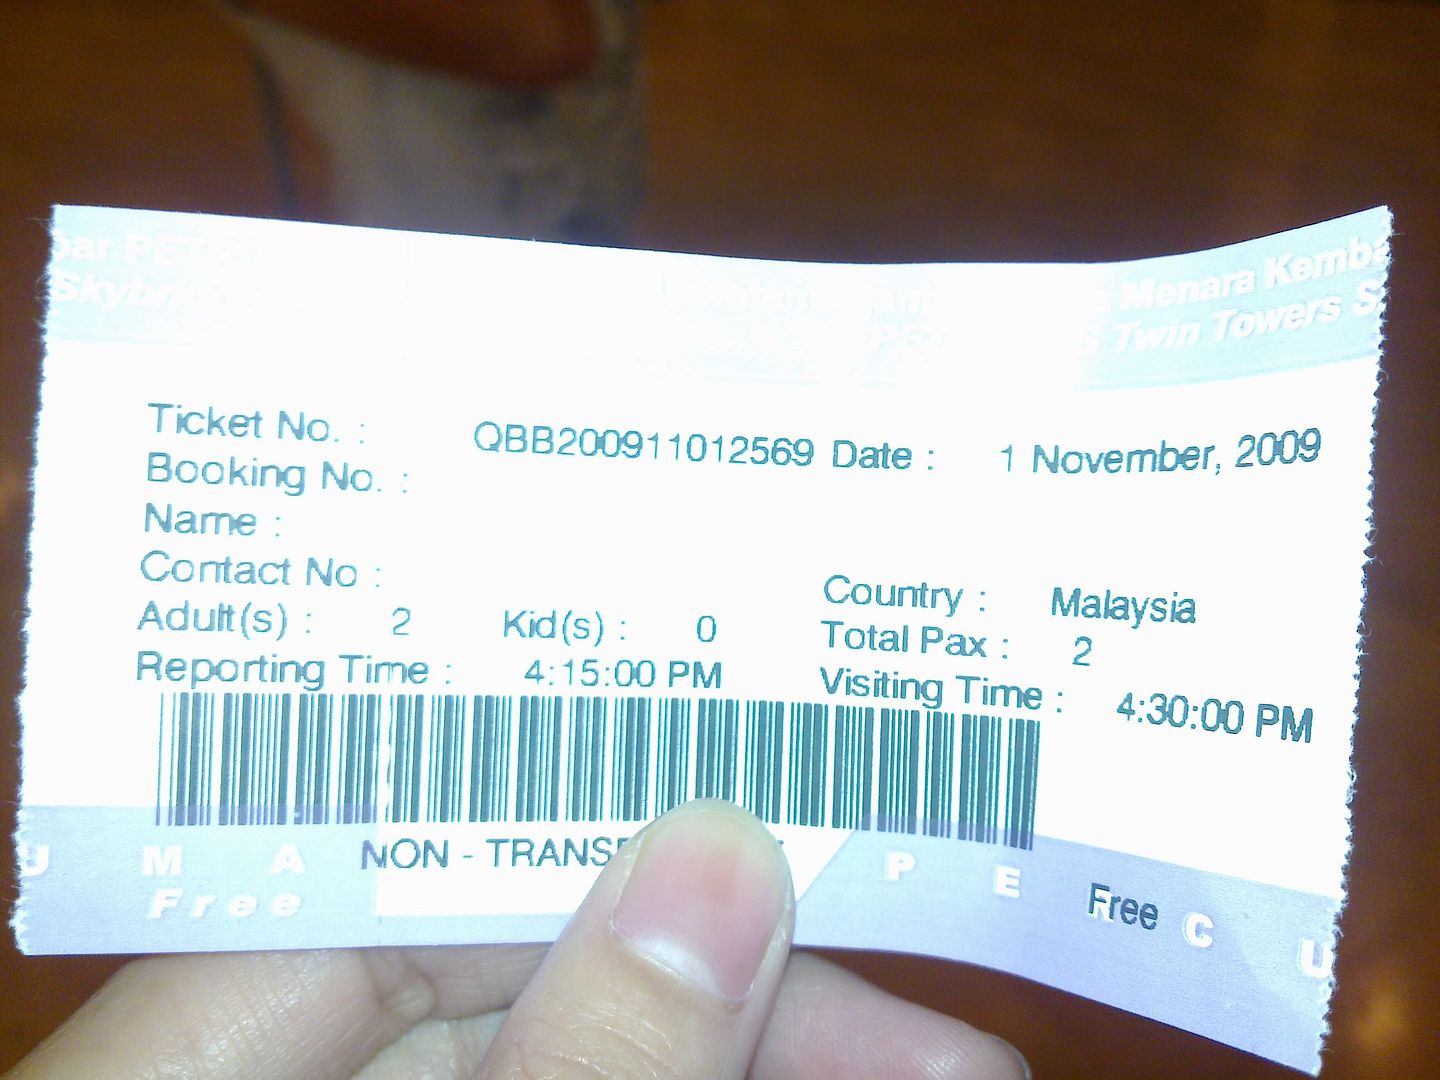 Menara Kemba
Skybri
Twin Towers S
Ticket No. : QBB200911012569 Date : 1 November, 2009
Booking No. :
Name :
Contact No :
Country : Malaysia
Adult(s) : 2 Kid(s) : 0 Total Pax : 2
Reporting Time : 4:15:00 PM Visiting Time : 4:30:00 PM
NON - TRANS
U M A P E C U
Free Free